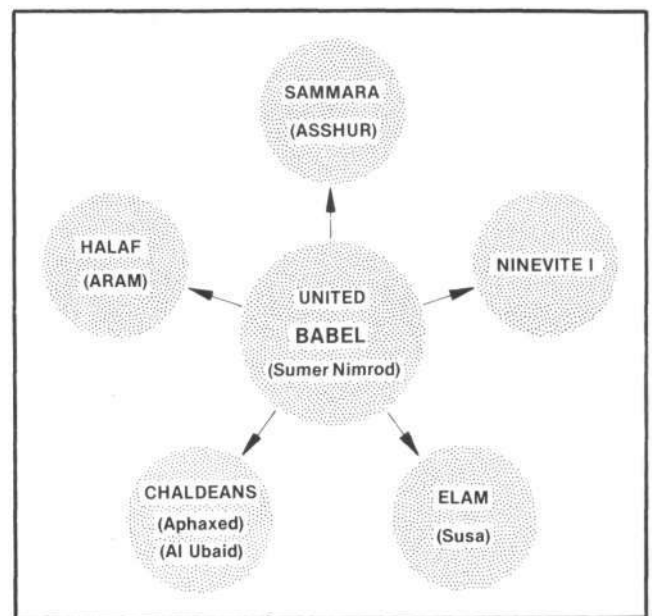 SAMMARA
(ASSHUR)
HALAF
(ARAM)
NINEVITE I
UNITED
BABEL
(Sumer Nimrod)
CHALDEANS
(Aphaxed)
(Al Ubaid)
ELAM
(Susa)